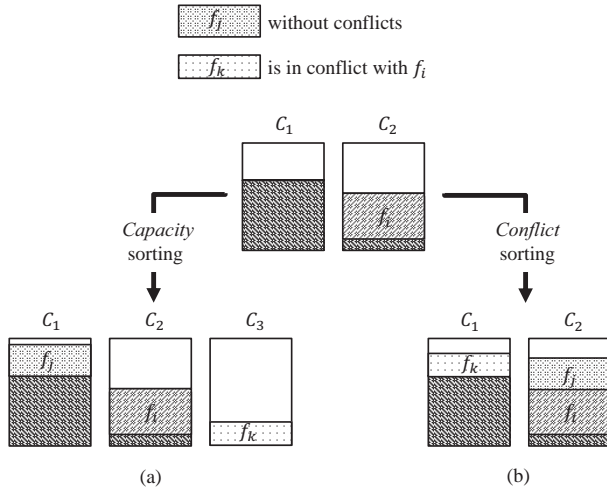 f_j without conflicts
f_k is in conflict with f_i
C_1 C_2
f_i
Capacity
sorting
Conflict
sorting
C_1 C_2 C_3 C_1 C_2
f_j f_k f_j
f_i f_k f_i
(a) (b)